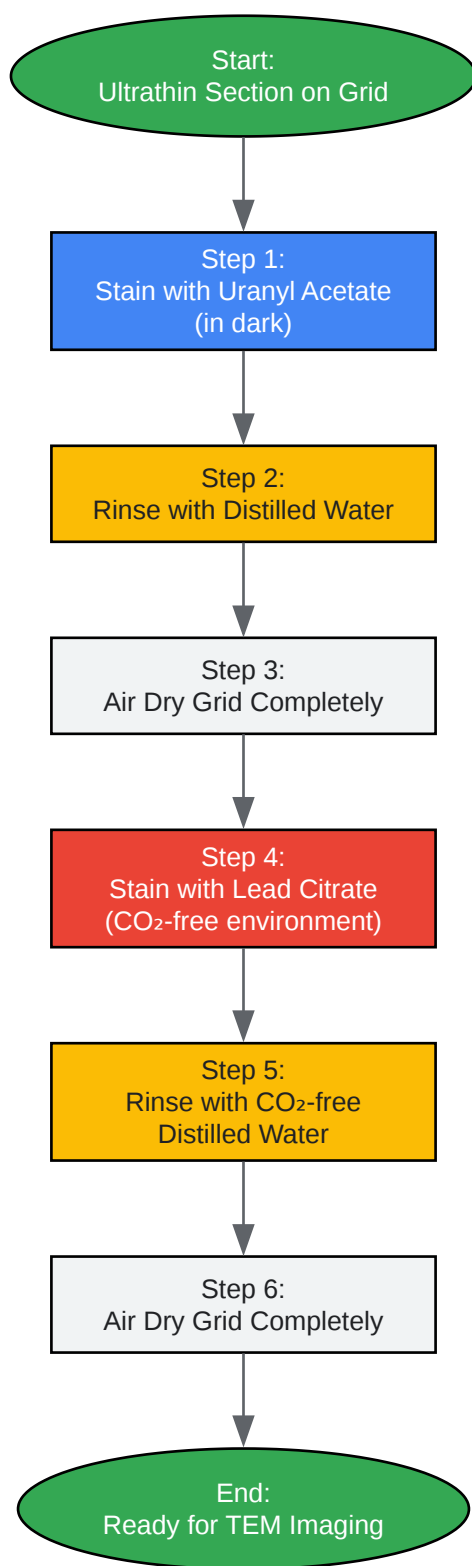 Start:
Ultrathin Section on Grid
Step 1:
Stain with Uranyl Acetate
(in dark)
Step 2:
Rinse with Distilled Water
Step 3:
Air Dry Grid Completely
Step 4:
Stain with Lead Citrate
(CO₂-free environment)
Step 5:
Rinse with CO₂-free
Distilled Water
Step 6:
Air Dry Grid Completely
End:
Ready for TEM Imaging